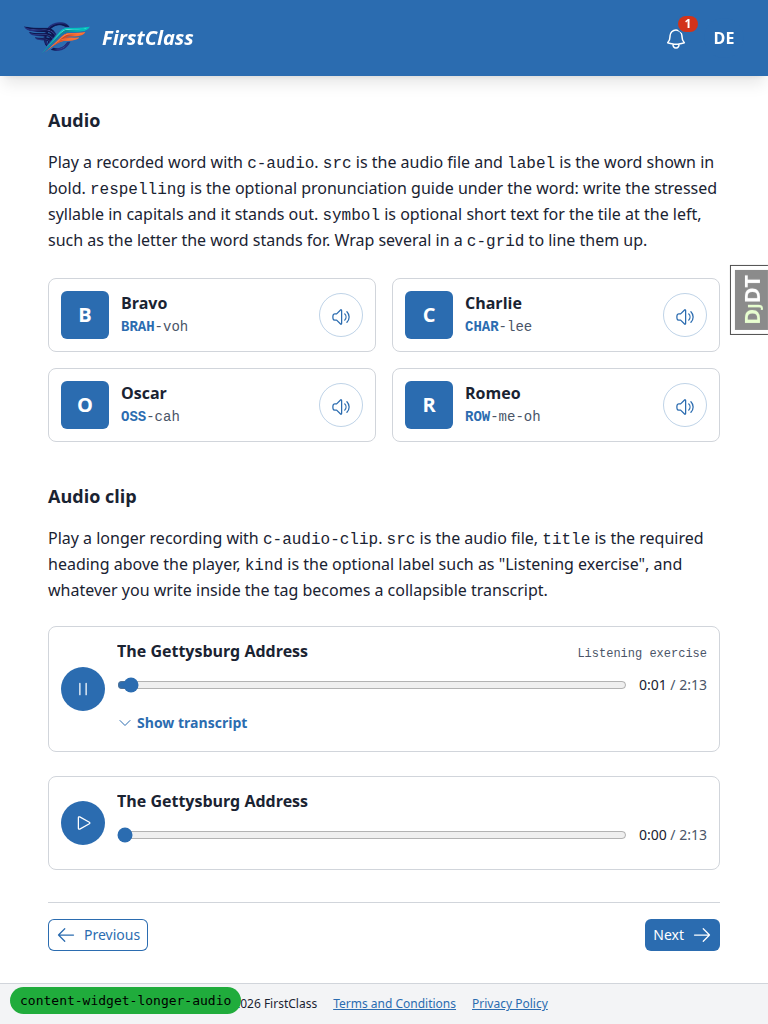 FirstClass
1
DE
Audio
Play a recorded word with c-audio. src is the audio file and label is the word shown in
bold. respelling is the optional pronunciation guide under the word: write the stressed
syllable in capitals and it stands out. symbol is optional short text for the tile at the left,
such as the letter the word stands for. Wrap several in a c-grid to line them up.
DJDT
B
Bravo
BRAH-voh
C
Charlie
CHAR-lee
O
Oscar
OSS-cah
R
Romeo
ROW-me-oh
Audio clip
Play a longer recording with c-audio-clip. src is the audio file, title is the required
heading above the player, kind is the optional label such as "Listening exercise", and
whatever you write inside the tag becomes a collapsible transcript.
The Gettysburg Address
Listening exercise
0:01 / 2:13
Show transcript
The Gettysburg Address
0:00 / 2:13
Previous
Next
content-widget-longer-audio
026 FirstClass
Terms and Conditions
Privacy Policy